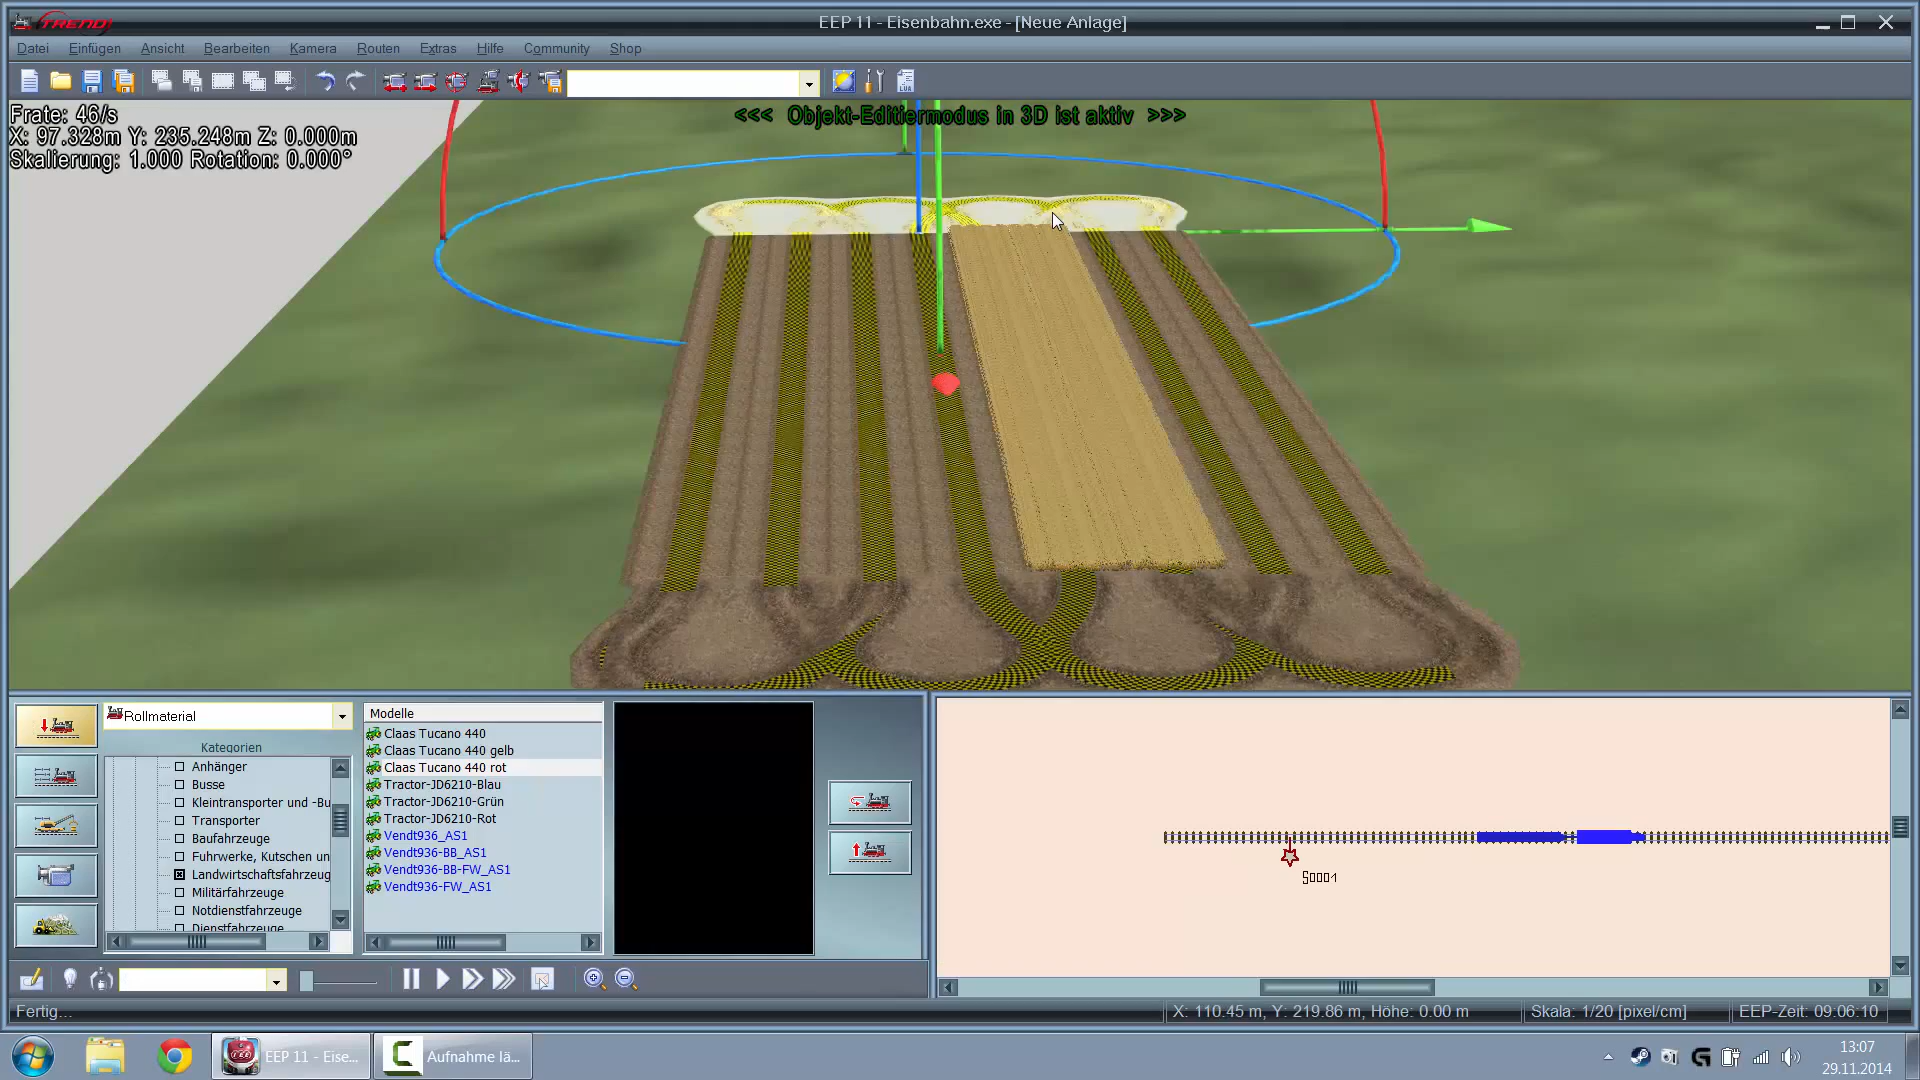 TREND
EEP 11 - Eisenbahn.exe - [Neue Anlage]
Datei Einfügen Ansicht Bearbeiten Kamera Routen Extras Hilfe Community Shop
Frate: 46/s
X: 97.328m Y: 235.248m Z: 0.000m
Skalierung: 1.000 Rotation: 0.000°
<<< Objekt-Editiermodus in 3D ist aktiv >>>
Rollmaterial
Kategorien
Anhänger
Busse
Kleintransporter und -Bu
Transporter
Baufahrzeuge
Fuhrwerke, Kutschen un
Landwirtschaftsfahrzeug
Militärfahrzeuge
Notdienstfahrzeuge
Dienstfahrzeuge
Modelle
Claas Tucano 440
Claas Tucano 440 gelb
Claas Tucano 440 rot
Tractor-JD6210-Blau
Tractor-JD6210-Grün
Tractor-JD6210-Rot
Vendt936_AS1
Vendt936-BB_AS1
Vendt936-BB-FW_AS1
Vendt936-FW_AS1
S0001
Fertig...
X: 110.45 m, Y: 219.86 m, Höhe: 0.00 m
Skala: 1/20 [pixel/cm]
EEP-Zeit: 09:06:10
EEP 11 - Eise...
Aufnahme lä...
13:07
29.11.2014